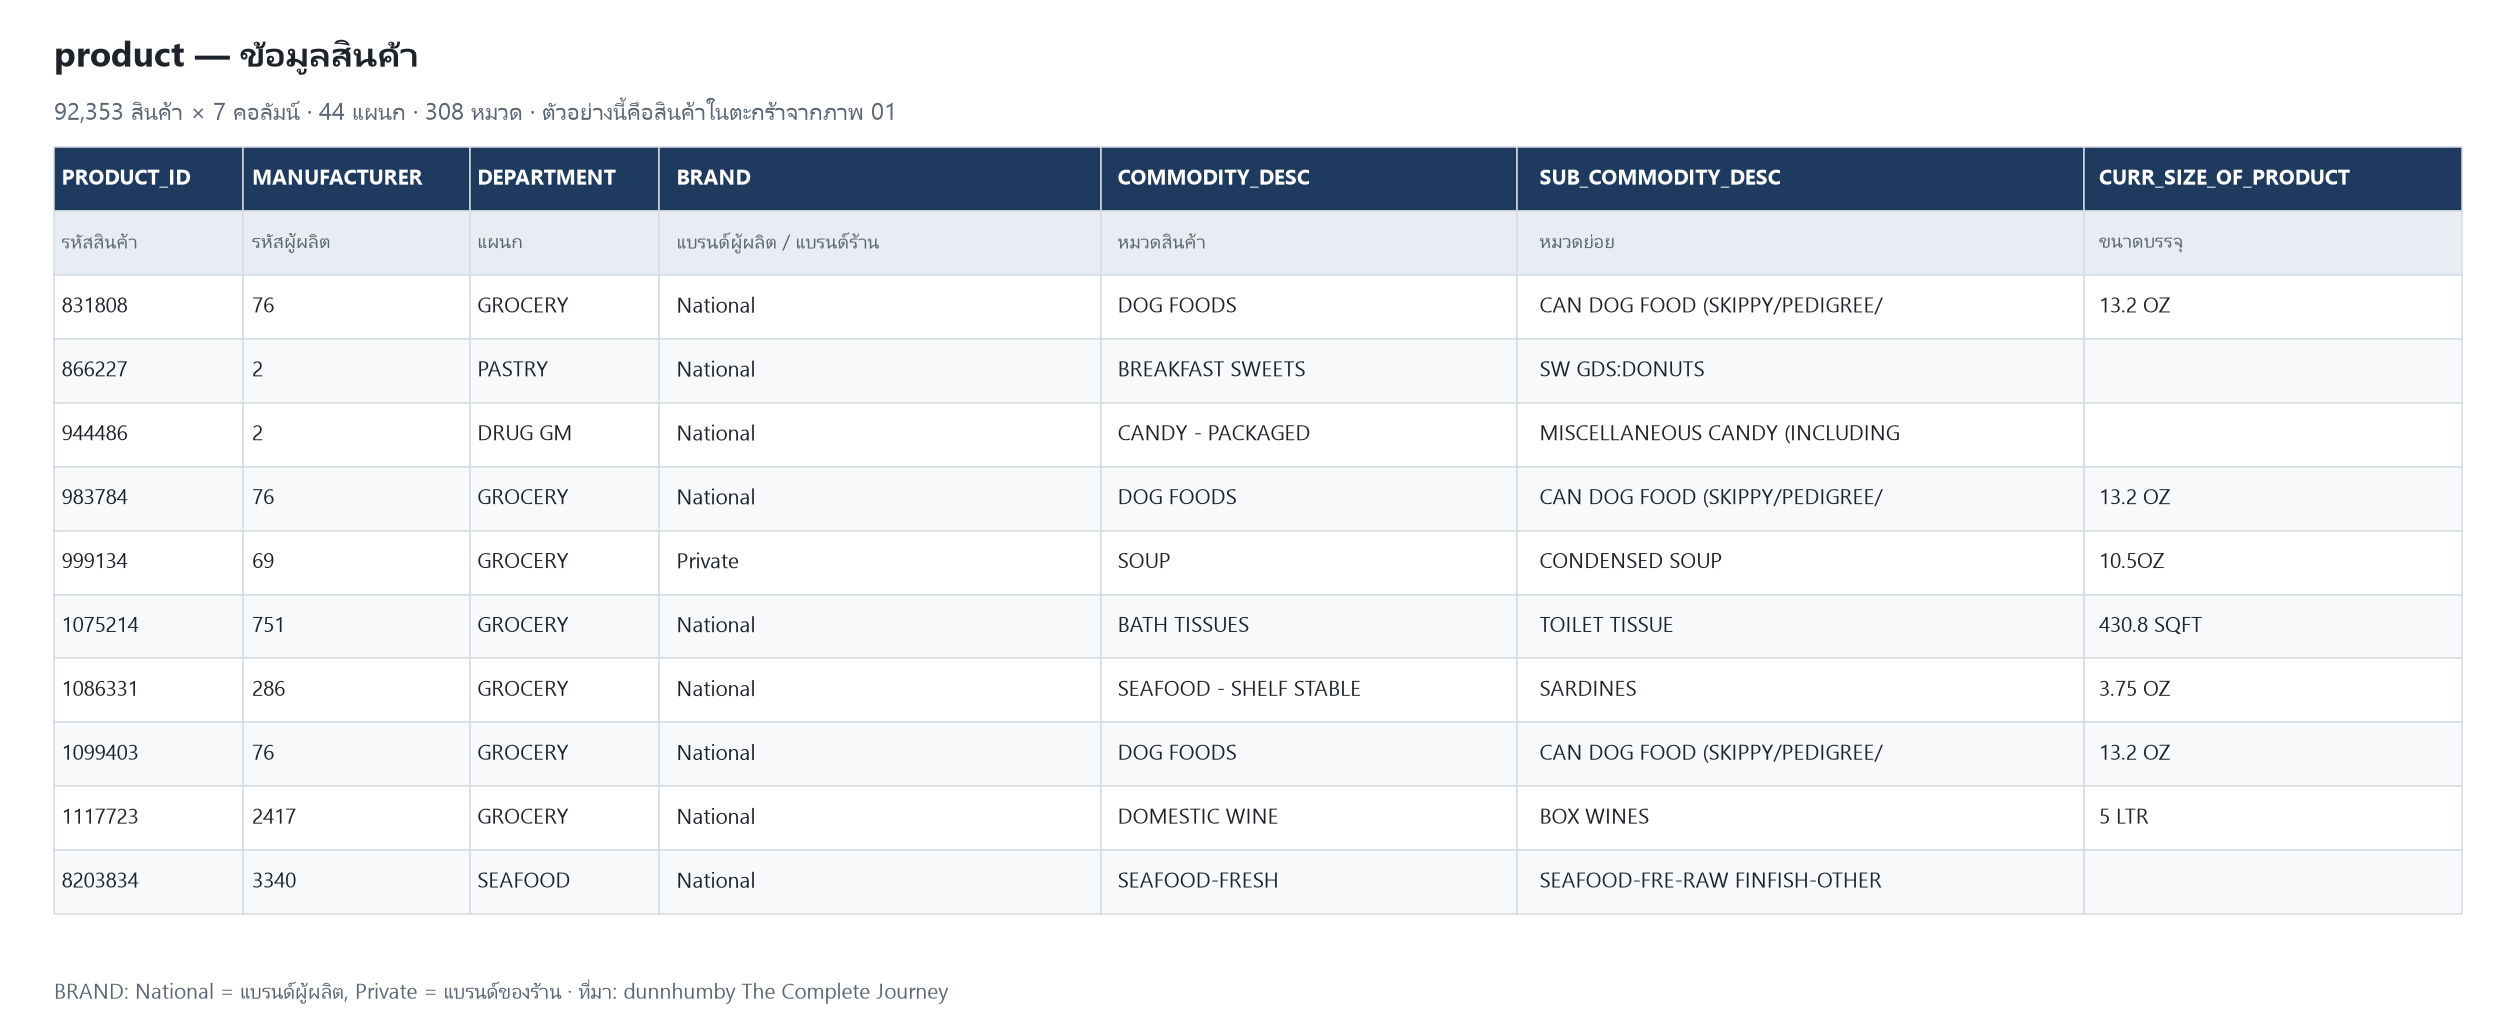 product — ข้อมูลสินค้า
92,353 สินค้า × 7 คอลัมน์ · 44 แผนก · 308 หมวด · ตัวอย่างนี้คือสินค้าในตะกร้าจากภาพ 01
PRODUCT_ID MANUFACTURER DEPARTMENT BRAND COMMODITY_DESC SUB_COMMODITY_DESC CURR_SIZE_OF_PRODUCT
รหัสสินค้า รหัสผู้ผลิต แผนก แบรนด์ผู้ผลิต / แบรนด์ร้าน หมวดสินค้า หมวดย่อย ขนาดบรรจุ
831808 76 GROCERY National DOG FOODS CAN DOG FOOD (SKIPPY/PEDIGREE/ 13.2 OZ
866227 2 PASTRY National BREAKFAST SWEETS SW GDS:DONUTS
944486 2 DRUG GM National CANDY - PACKAGED MISCELLANEOUS CANDY (INCLUDING
983784 76 GROCERY National DOG FOODS CAN DOG FOOD (SKIPPY/PEDIGREE/ 13.2 OZ
999134 69 GROCERY Private SOUP CONDENSED SOUP 10.5OZ
1075214 751 GROCERY National BATH TISSUES TOILET TISSUE 430.8 SQFT
1086331 286 GROCERY National SEAFOOD - SHELF STABLE SARDINES 3.75 OZ
1099403 76 GROCERY National DOG FOODS CAN DOG FOOD (SKIPPY/PEDIGREE/ 13.2 OZ
1117723 2417 GROCERY National DOMESTIC WINE BOX WINES 5 LTR
8203834 3340 SEAFOOD National SEAFOOD-FRESH SEAFOOD-FRE-RAW FINFISH-OTHER
BRAND: National = แบรนด์ผู้ผลิต, Private = แบรนด์ของร้าน · ที่มา: dunnhumby The Complete Journey